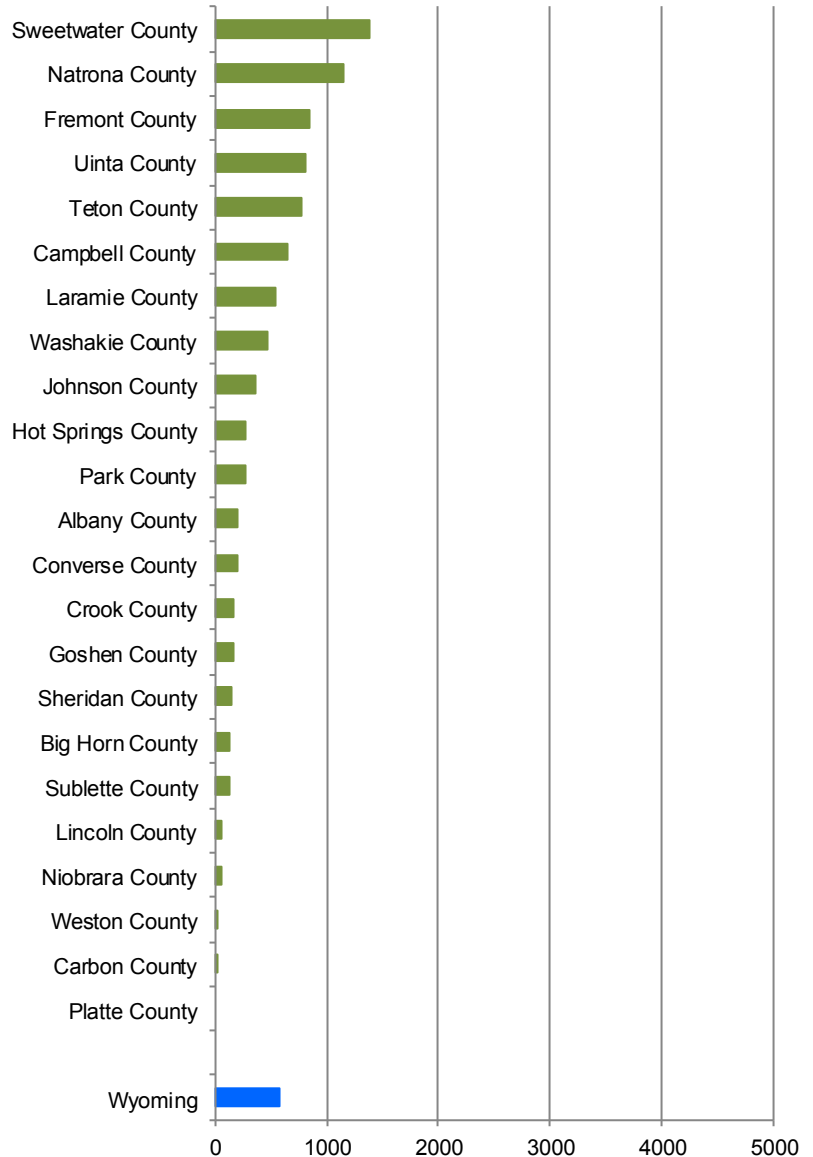 Sweetwater County
Natrona County
Fremont County
Uinta County
Teton County
Campbell County
Laramie County
Washakie County
Johnson County
Hot Springs County
Park County
Albany County
Converse County
Crook County
Goshen County
Sheridan County
Big Horn County
Sublette County
Lincoln County
Niobrara County
Weston County
Carbon County
Platte County
Wyoming
0 1000 2000 3000 4000 5000